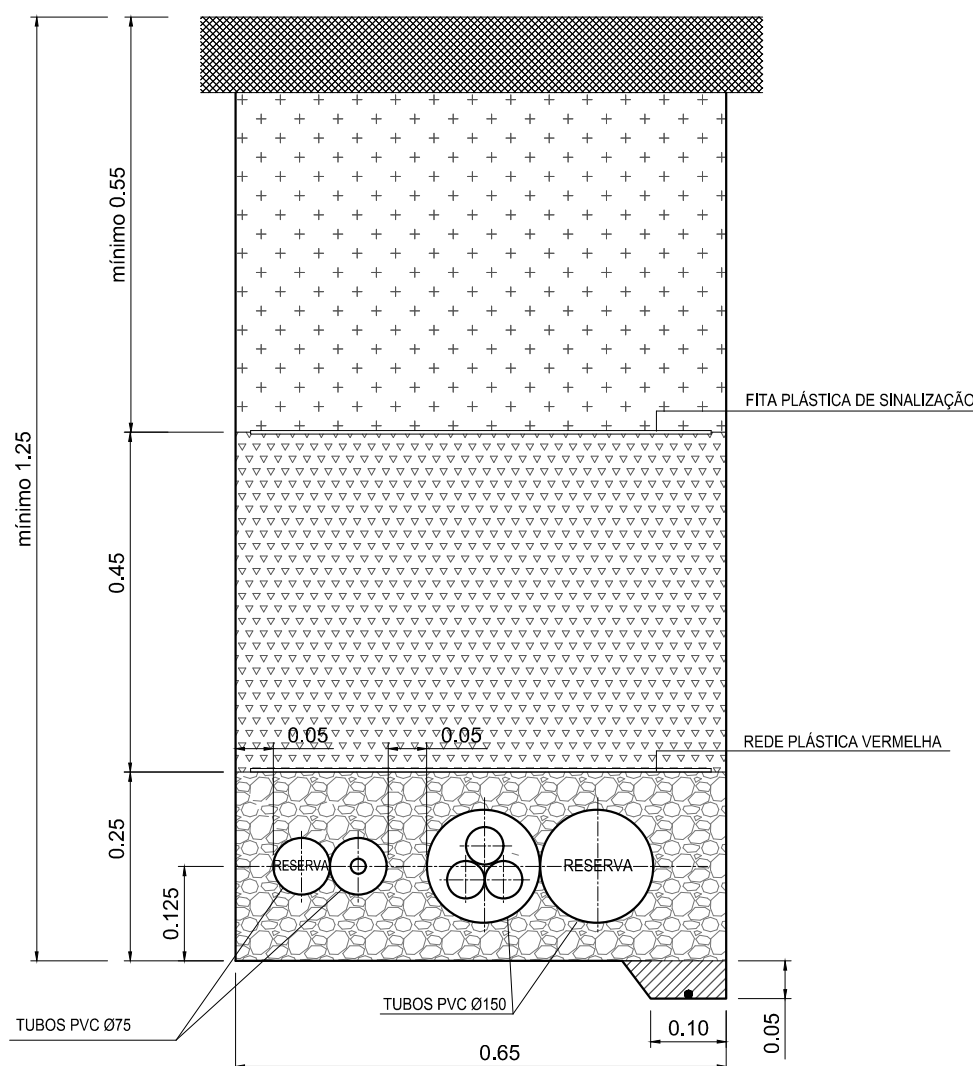 mínimo 1.25
mínimo 0.55
FITA PLÁSTICA DE SINALIZAÇÃO
0.45
0.05
0.05
REDE PLÁSTICA VERMELHA
0.25
RESERVA
RESERVA
0.125
TUBOS PVC Ø75
TUBOS PVC Ø150
0.10
0.05
0.65